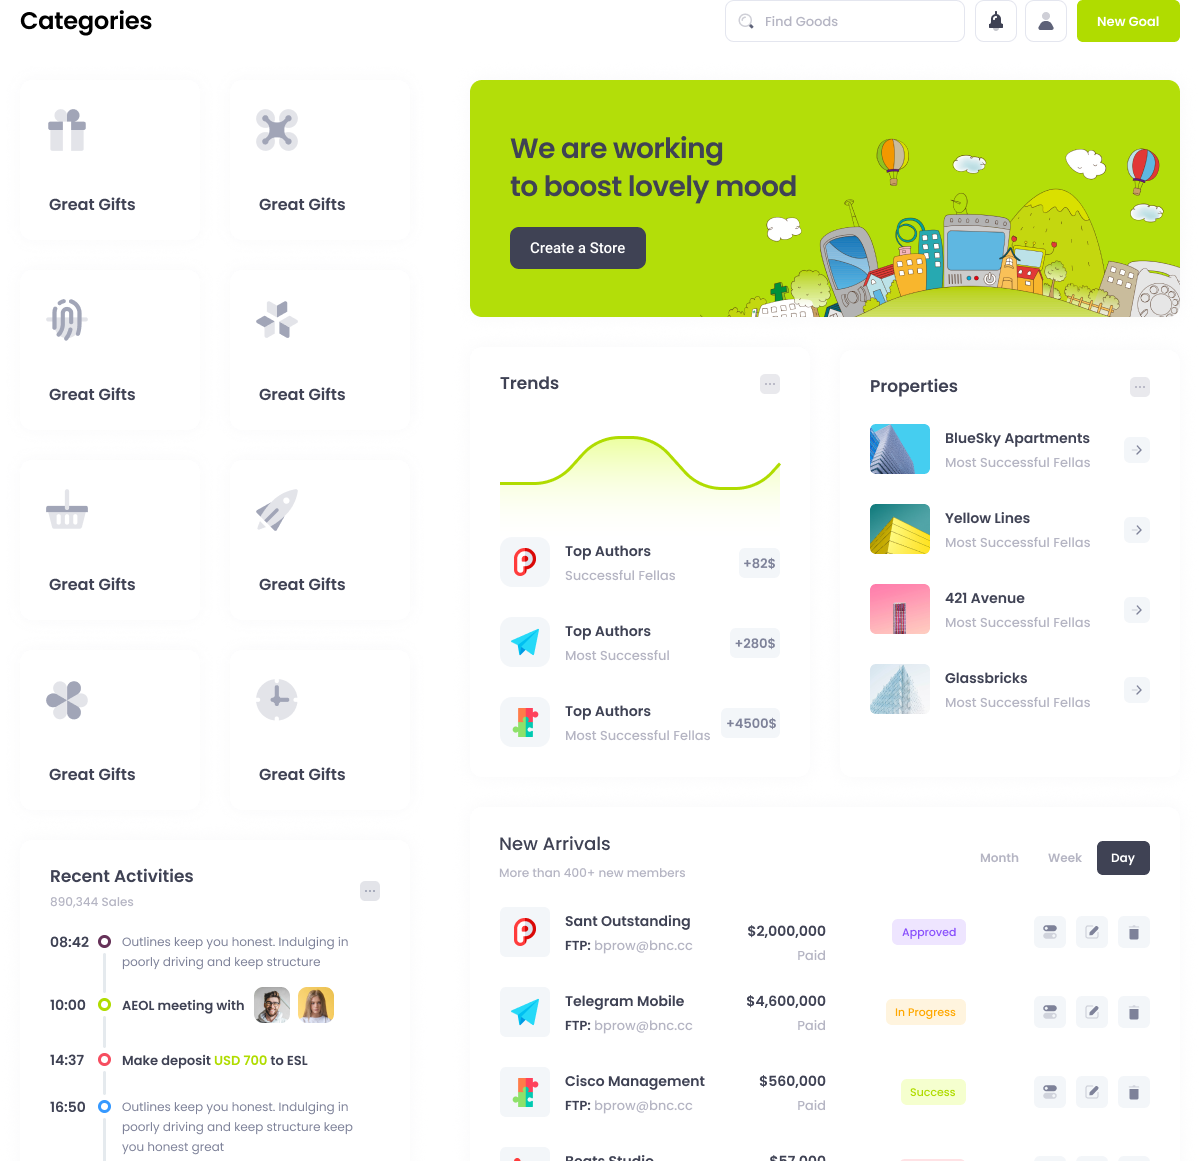 Categories
Find Goods
New Goal
Great Gifts
Great Gifts
Great Gifts
Great Gifts
Great Gifts
Great Gifts
Great Gifts
Great Gifts
We are working
to boost lovely mood
Create a Store
Trends
Top Authors
Successful Fellas
+82$
Top Authors
Most Successful
+280$
Top Authors
Most Successful Fellas
+4500$
Properties
BlueSky Apartments
Most Successful Fellas
Yellow Lines
Most Successful Fellas
421 Avenue
Most Successful Fellas
Glassbricks
Most Successful Fellas
Recent Activities
890,344 Sales
08:42
Outlines keep you honest. Indulging in
poorly driving and keep structure
10:00
AEOL meeting with
14:37
Make deposit USD 700 to ESL
16:50
Outlines keep you honest. Indulging in
poorly driving and keep structure keep
you honest great
New Arrivals
More than 400+ new members
Month
Week
Day
Sant Outstanding
FTP: bprow@bnc.cc
$2,000,000
Paid
Approved
Telegram Mobile
FTP: bprow@bnc.cc
$4,600,000
Paid
In Progress
Cisco Management
FTP: bprow@bnc.cc
$560,000
Paid
Success
Beats Studio
$57,000